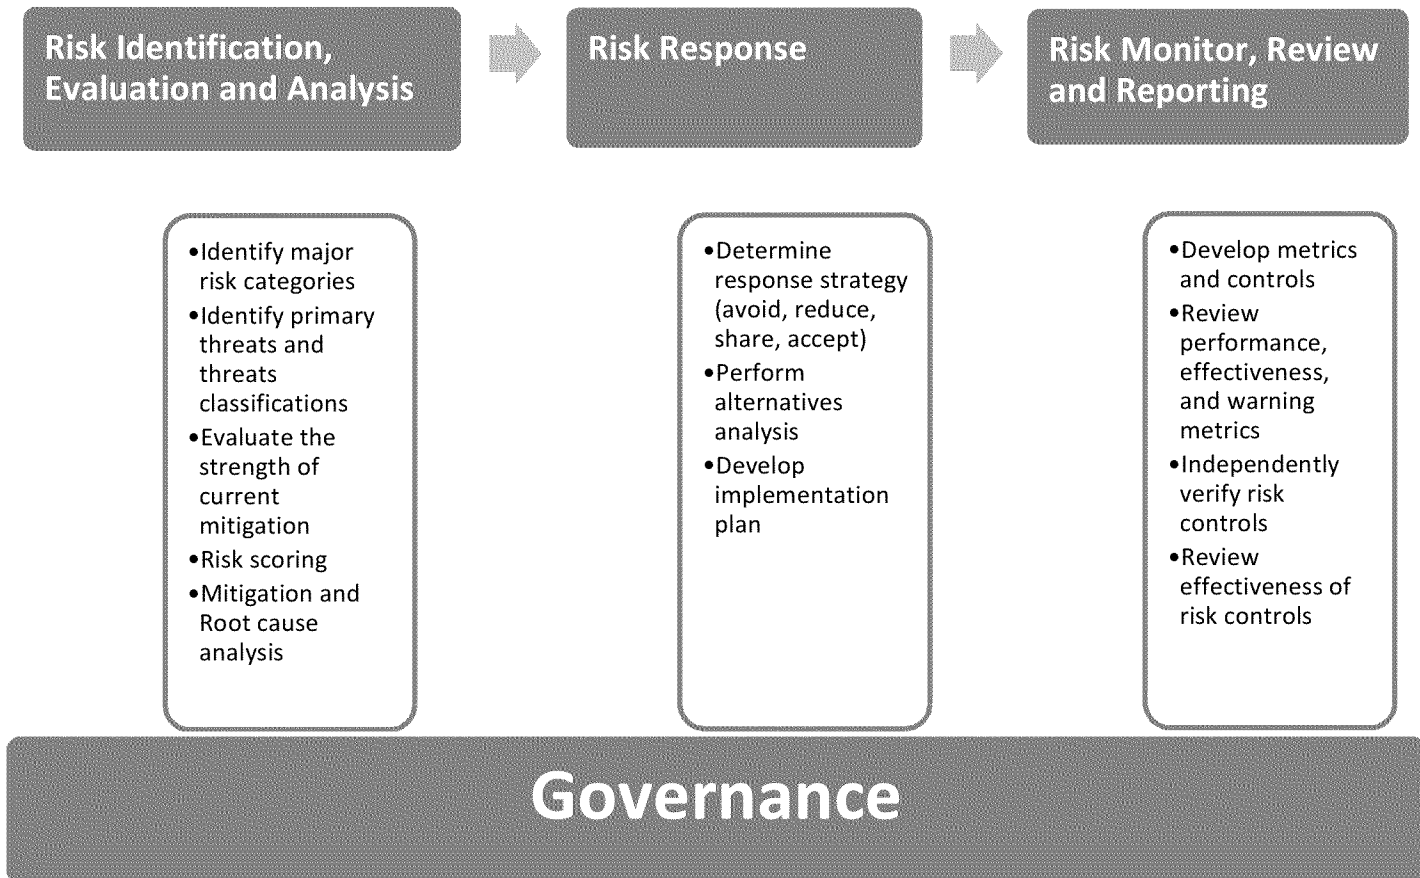 Risk Identification,
Evaluation and Analysis
Risk Response
Risk Monitor, Review
and Reporting
•Identify major
risk categories
•Identify primary
threats and
threats
classifications
•Evaluate the
strength of
current
mitigation
•Risk scoring
•Mitigation and
Root cause
analysis
•Determine
response strategy
(avoid, reduce,
share, accept)
•Perform
alternatives
analysis
•Develop
implementation
plan
•Develop metrics
and controls
•Review
performance,
effectiveness,
and warning
metrics
•Independently
verify risk
controls
•Review
effectiveness of
risk controls
Governance